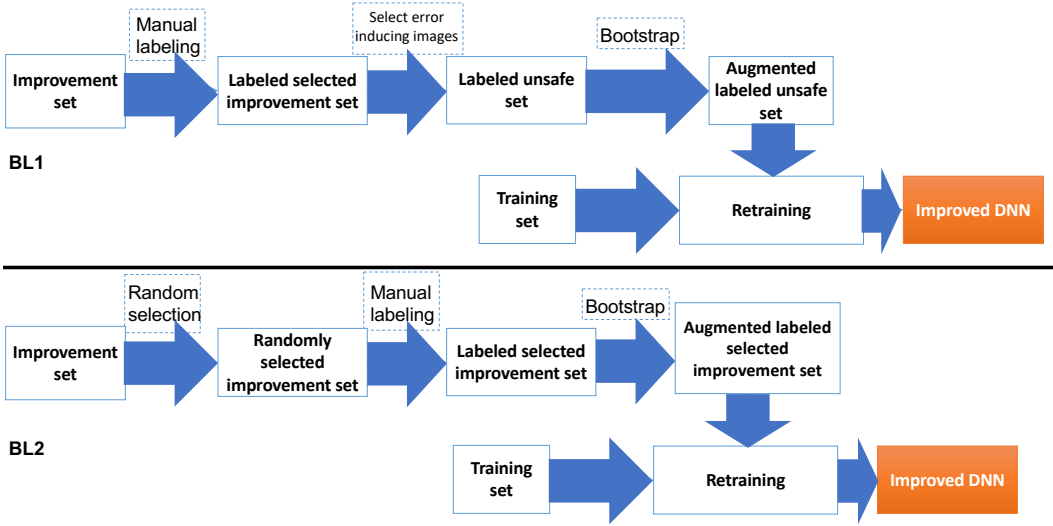 Manual
labeling
Select error
inducing images
Bootstrap
Improvement
set
Labeled selected
improvement set
Labeled unsafe
set
Augmented
labeled unsafe
set
BL1
Training
set
Retraining
Improved DNN
Random
selection
Manual
labeling
Bootstrap
Improvement
set
Randomly
selected
improvement set
Labeled selected
improvement set
Augmented labeled
selected
improvement set
BL2
Training
set
Retraining
Improved DNN